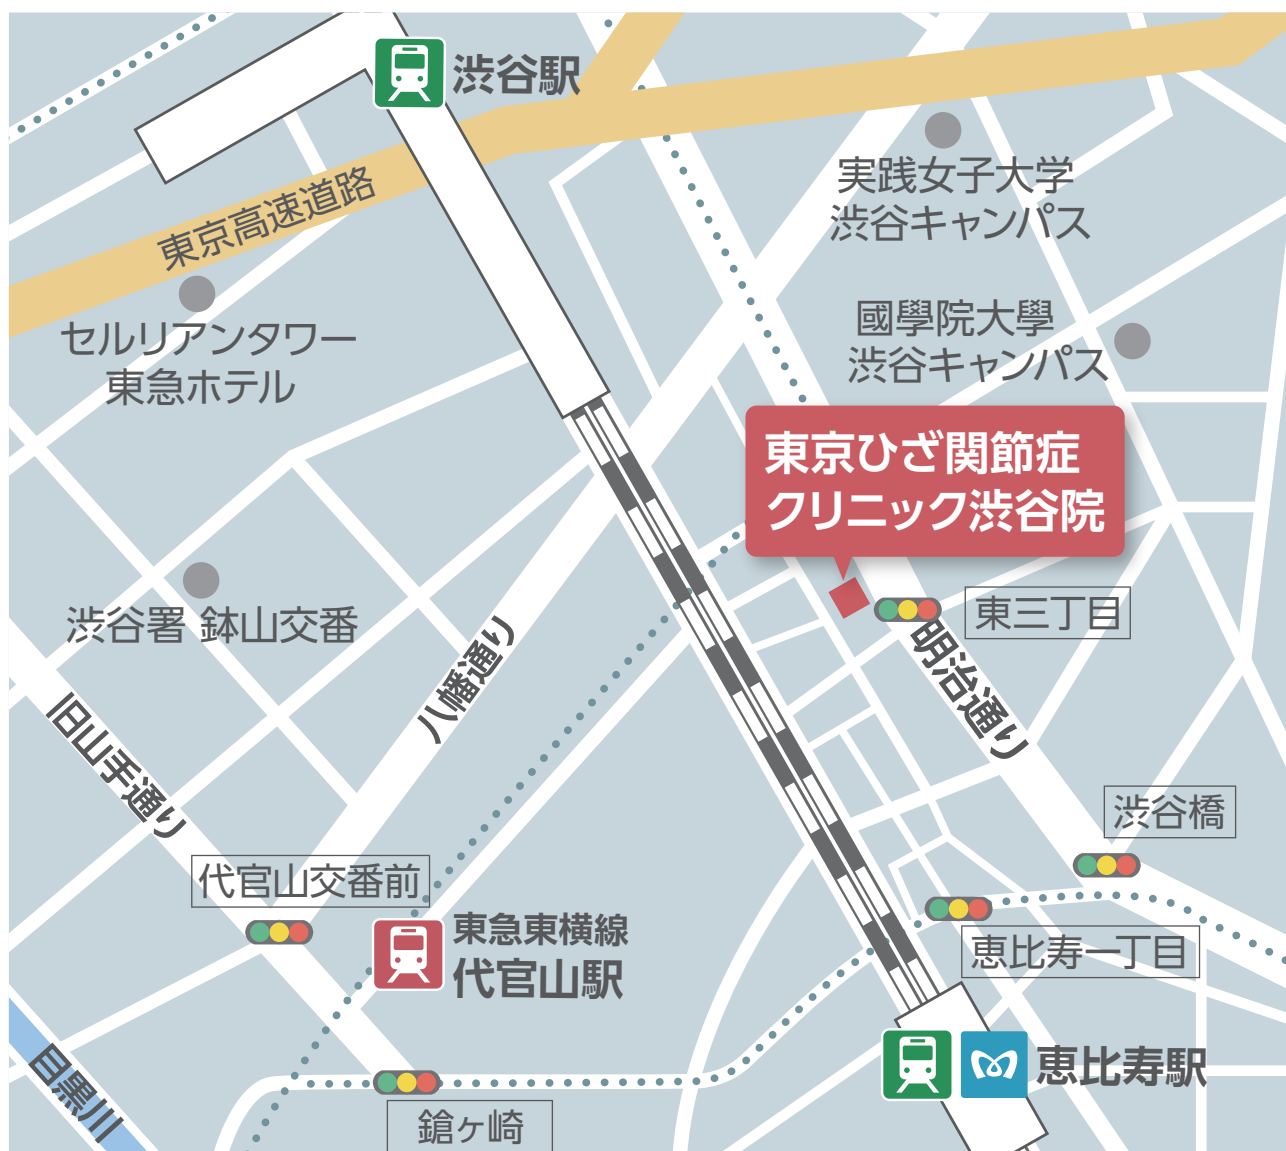 渋谷駅
実践女子大学
渋谷キャンパス
東京高速道路
セルリアンタワー
東急ホテル
國學院大學
渋谷キャンパス
東京ひざ関節症
クリニック渋谷院
渋谷署 鉢山交番
東三丁目
明治通り
八幡通り
旧山手通り
渋谷橋
代官山交番前
東急東横線
代官山駅
恵比寿一丁目
恵比寿駅
目黒川
鎗ヶ崎